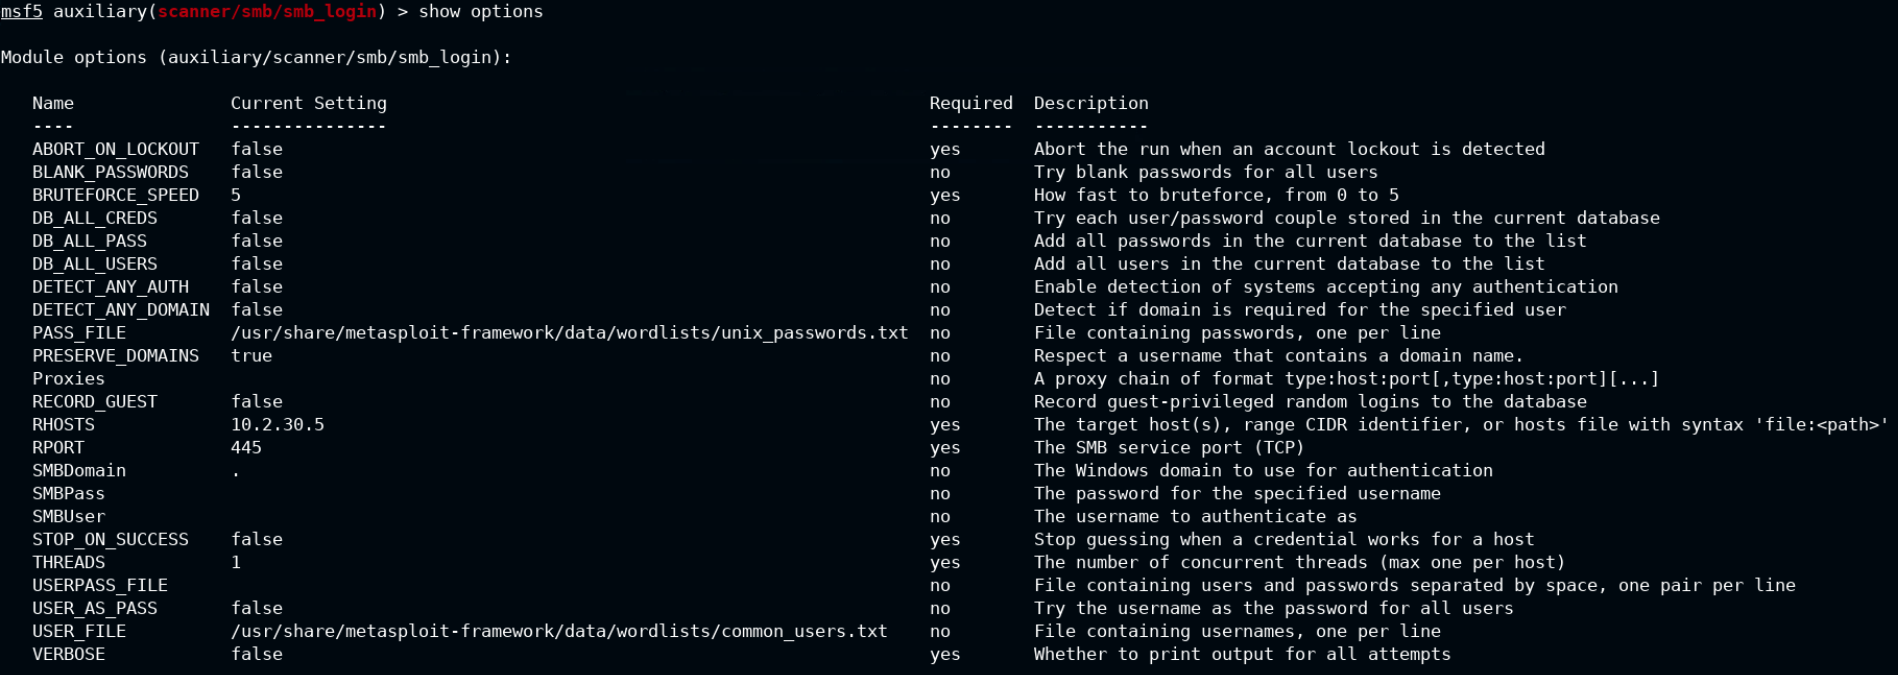 msf5 auxiliary(scanner/smb/smb_login) > show options
Module options (auxiliary/scanner/smb/smb_login):
Name Current Setting Required Description
---- --------------- -------- -----------
ABORT_ON_LOCKOUT false yes Abort the run when an account lockout is detected
BLANK_PASSWORDS false no Try blank passwords for all users
BRUTEFORCE_SPEED 5 yes How fast to bruteforce, from 0 to 5
DB_ALL_CREDS false no Try each user/password couple stored in the current database
DB_ALL_PASS false no Add all passwords in the current database to the list
DB_ALL_USERS false no Add all users in the current database to the list
DETECT_ANY_AUTH false no Enable detection of systems accepting any authentication
DETECT_ANY_DOMAIN false no Detect if domain is required for the specified user
PASS_FILE /usr/share/metasploit-framework/data/wordlists/unix_passwords.txt no File containing passwords, one per line
PRESERVE_DOMAINS true no Respect a username that contains a domain name.
Proxies no A proxy chain of format type:host:port[,type:host:port][...]
RECORD_GUEST false no Record guest-privileged random logins to the database
RHOSTS 10.2.30.5 yes The target host(s), range CIDR identifier, or hosts file with syntax 'file:<path>'
RPORT 445 yes The SMB service port (TCP)
SMBDomain . no The Windows domain to use for authentication
SMBPass no The password for the specified username
SMBUser no The username to authenticate as
STOP_ON_SUCCESS false yes Stop guessing when a credential works for a host
THREADS 1 yes The number of concurrent threads (max one per host)
USERPASS_FILE no File containing users and passwords separated by space, one pair per line
USER_AS_PASS false no Try the username as the password for all users
USER_FILE /usr/share/metasploit-framework/data/wordlists/common_users.txt no File containing usernames, one per line
VERBOSE false yes Whether to print output for all attempts